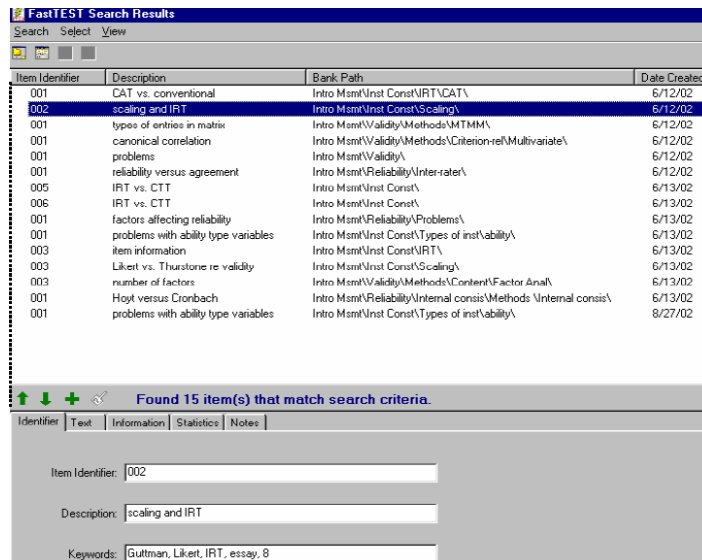 FastTEST Search Results
Search Select View
Item Identifier Description Bank Path Date Created
001 CAT vs. conventional Intro Msmt\Inst Const\IRT\CAT\ 6/12/02
002 scaling and IRT Intro Msmt\Inst Const\Scaling\ 6/12/02
001 types of entries in matrix Intro Msmt\Validity\Methods\MTMM\ 6/12/02
001 canonical correlation Intro Msmt\Validity\Methods\Criterion-rel\Multivariate\ 6/12/02
001 problems Intro Msmt\Validity\ 6/12/02
001 reliability versus agreement Intro Msmt\Reliability\Inter-rater\ 6/12/02
005 IRT vs. CTT Intro Msmt\Inst Const\ 6/13/02
006 IRT vs. CTT Intro Msmt\Inst Const\ 6/13/02
001 factors affecting reliability Intro Msmt\Reliability\Problems\ 6/13/02
001 problems with ability type variables Intro Msmt\Inst Const\Types of inst\ability\ 6/13/02
003 item information Intro Msmt\Inst Const\IRT\ 6/13/02
003 Likert vs. Thurstone re validity Intro Msmt\Inst Const\Scaling\ 6/13/02
003 number of factors Intro Msmt\Validity\Methods\Content\Factor Anal\ 6/13/02
001 Hoyt versus Cronbach Intro Msmt\Reliability\Internal consis\Methods \Internal consis\ 6/13/02
001 problems with ability type variables Intro Msmt\Inst Const\Types of inst\ability\ 8/27/02
Found 15 item(s) that match search criteria.
Identifier Text Information Statistics Notes
Item Identifier: 002
Description: scaling and IRT
Keywords: Guttman, Likert, IRT, essay, 8